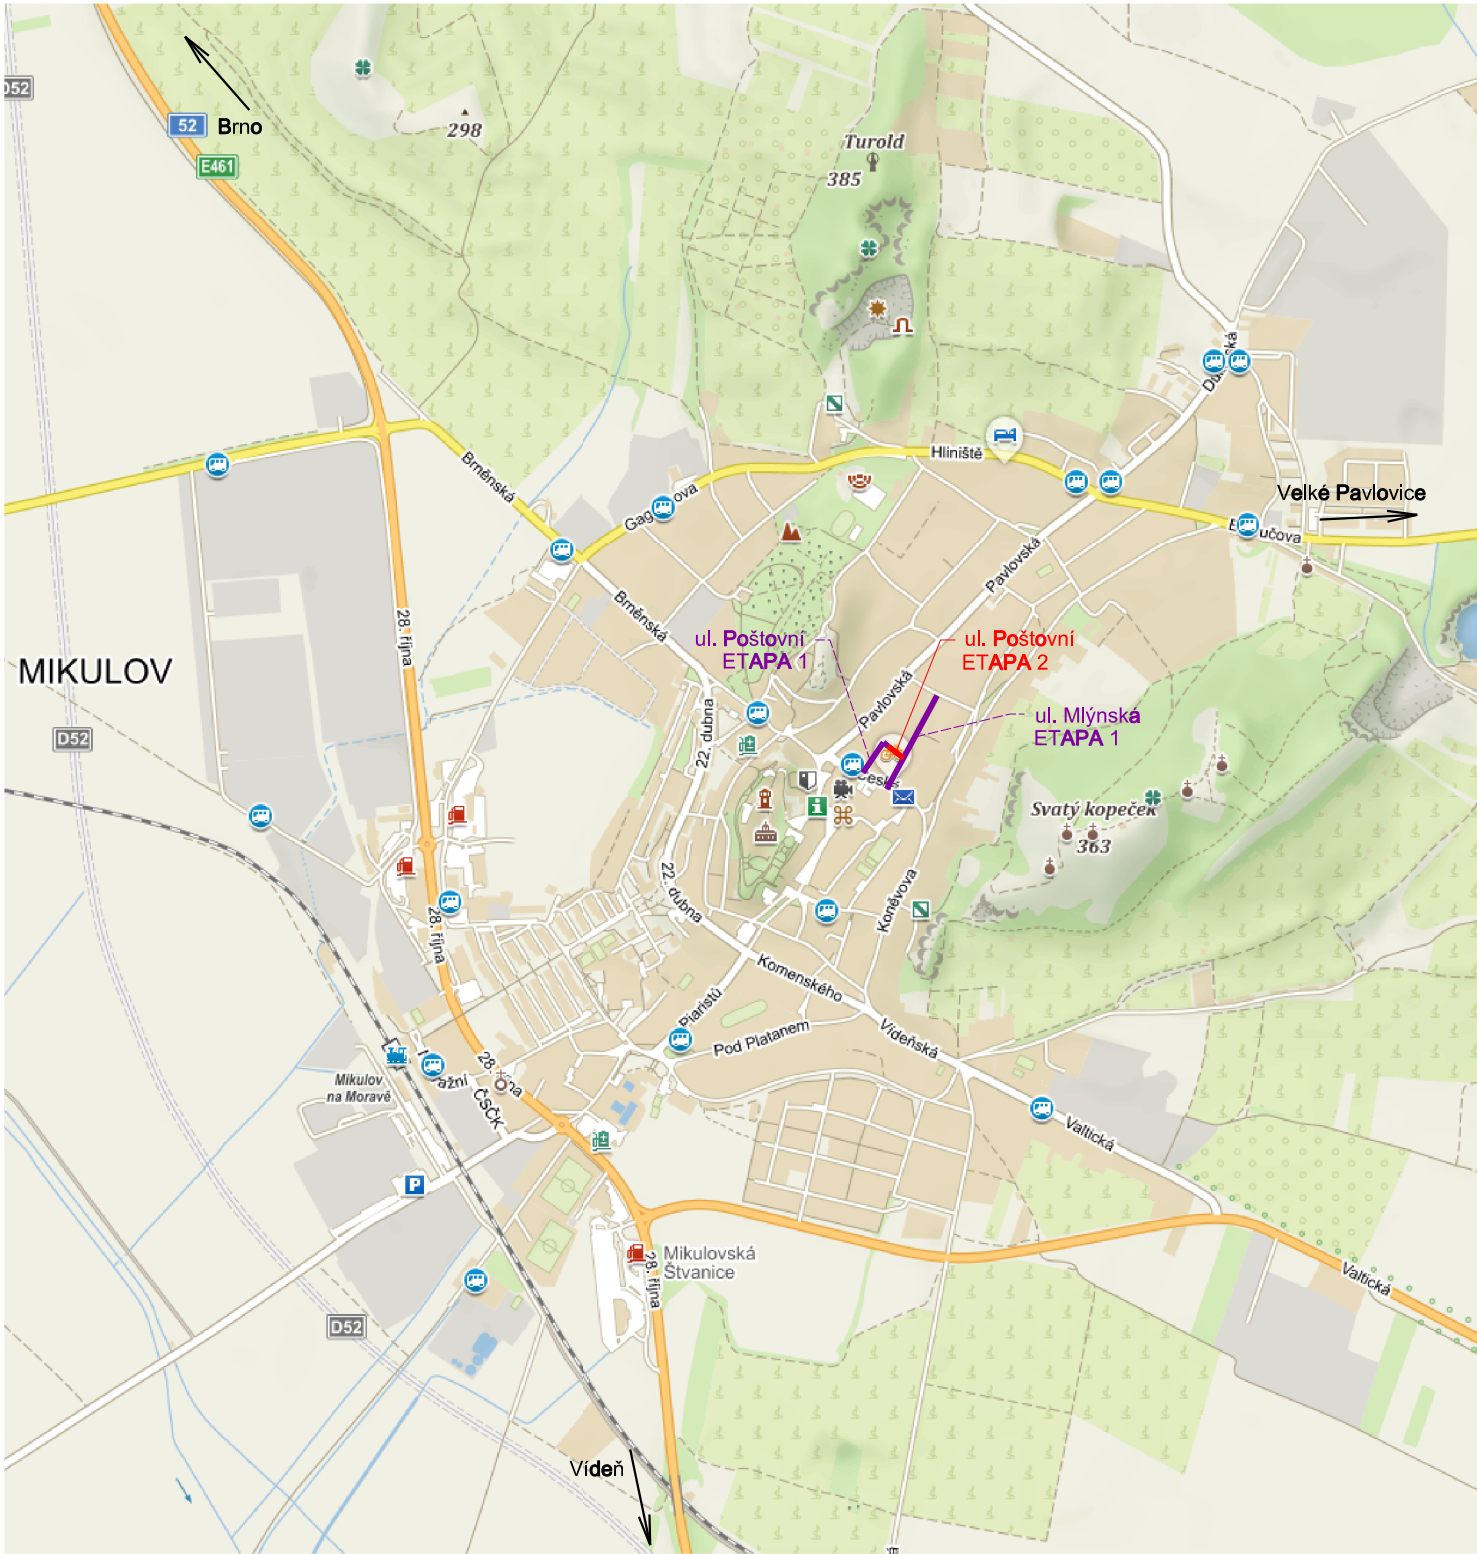 D52
52
Brno
E461
298
Turold
385
Hliniště
Brněnská
Velké Pavlovice
Pavlovská
Brněnská
28. října
ul. Poštovní
ETAPA 1
ul. Poštovní
ETAPA 2
MIKULOV
Pavlovská
22. dubna
ul. Mlýnská
ETAPA 1
D52
Svatý kopeček
363
22. dubna
Koněvova
28. října
Komenského
Piaristů
Vídeňská
Pod Platanem
Mikulov
na Moravě
ČSČK
Valtická
P
Mikulovská
Štvanice
28. října
Valtická
D52
Vídeň